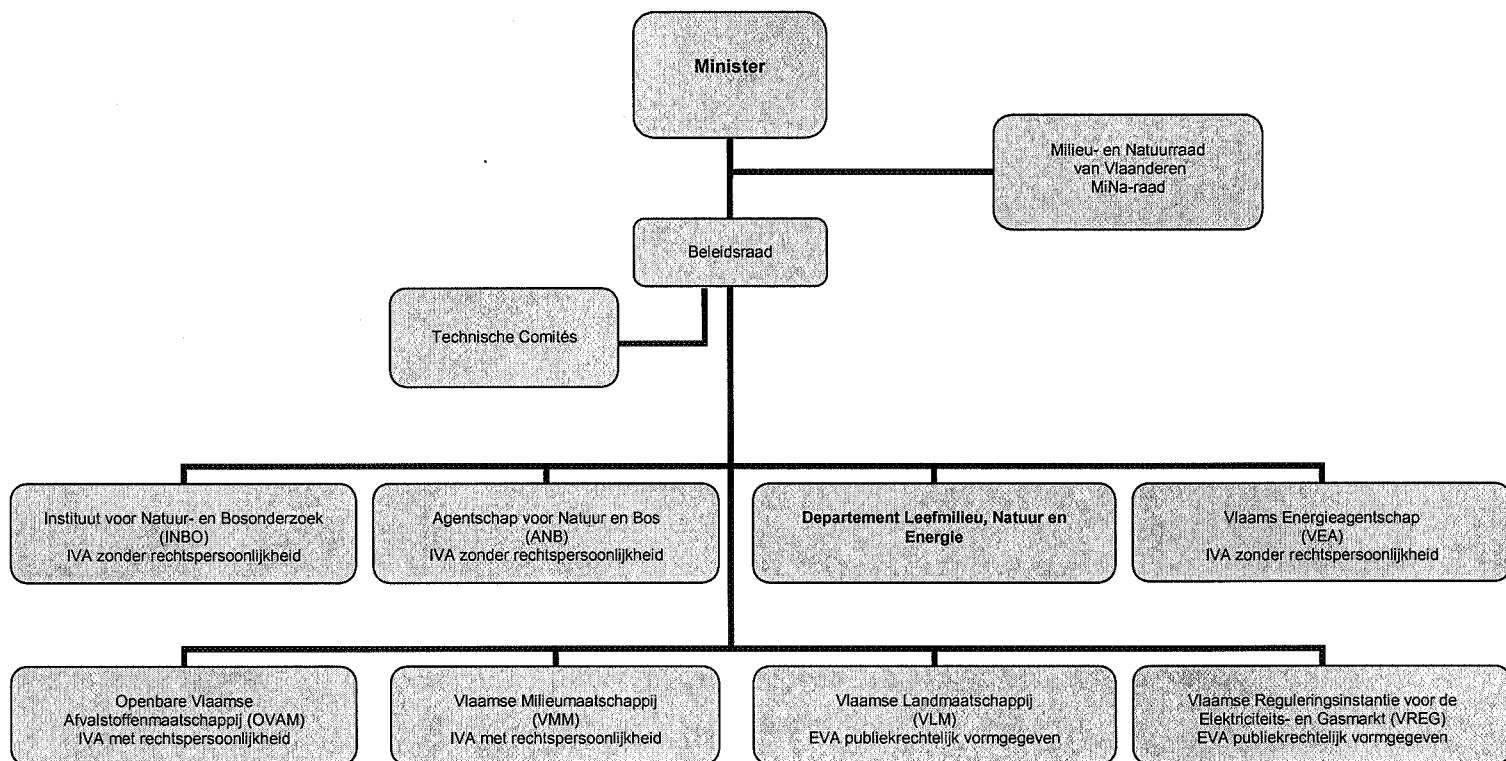 Minister
Milieu- en Natuurraad
van Vlaanderen
MiNa-raad
Beleidsraad
Technische Comités
Instituut voor Natuur- en Bosonderzoek
(INBO)
IVA zonder rechtspersoonlijkheid
Agentschap voor Natuur en Bos
(ANB)
IVA zonder rechtspersoonlijkheid
Departement Leefmilieu, Natuur en
Energie
Vlaams Energieagentschap
(VEA)
IVA zonder rechtspersoonlijkheid
Openbare Vlaamse
Afvalstoffenmaatschappij (OVAM)
IVA met rechtspersoonlijkheid
Vlaamse Milieumaatschappij
(VMM)
IVA met rechtspersoonlijkheid
Vlaamse Landmaatschappij
(VLM)
EVA publiekrechtelijk vormgegeven
Vlaamse Reguleringsinstantie voor de
Elektriciteits- en Gasmarkt (VREG)
EVA publiekrechtelijk vormgegeven